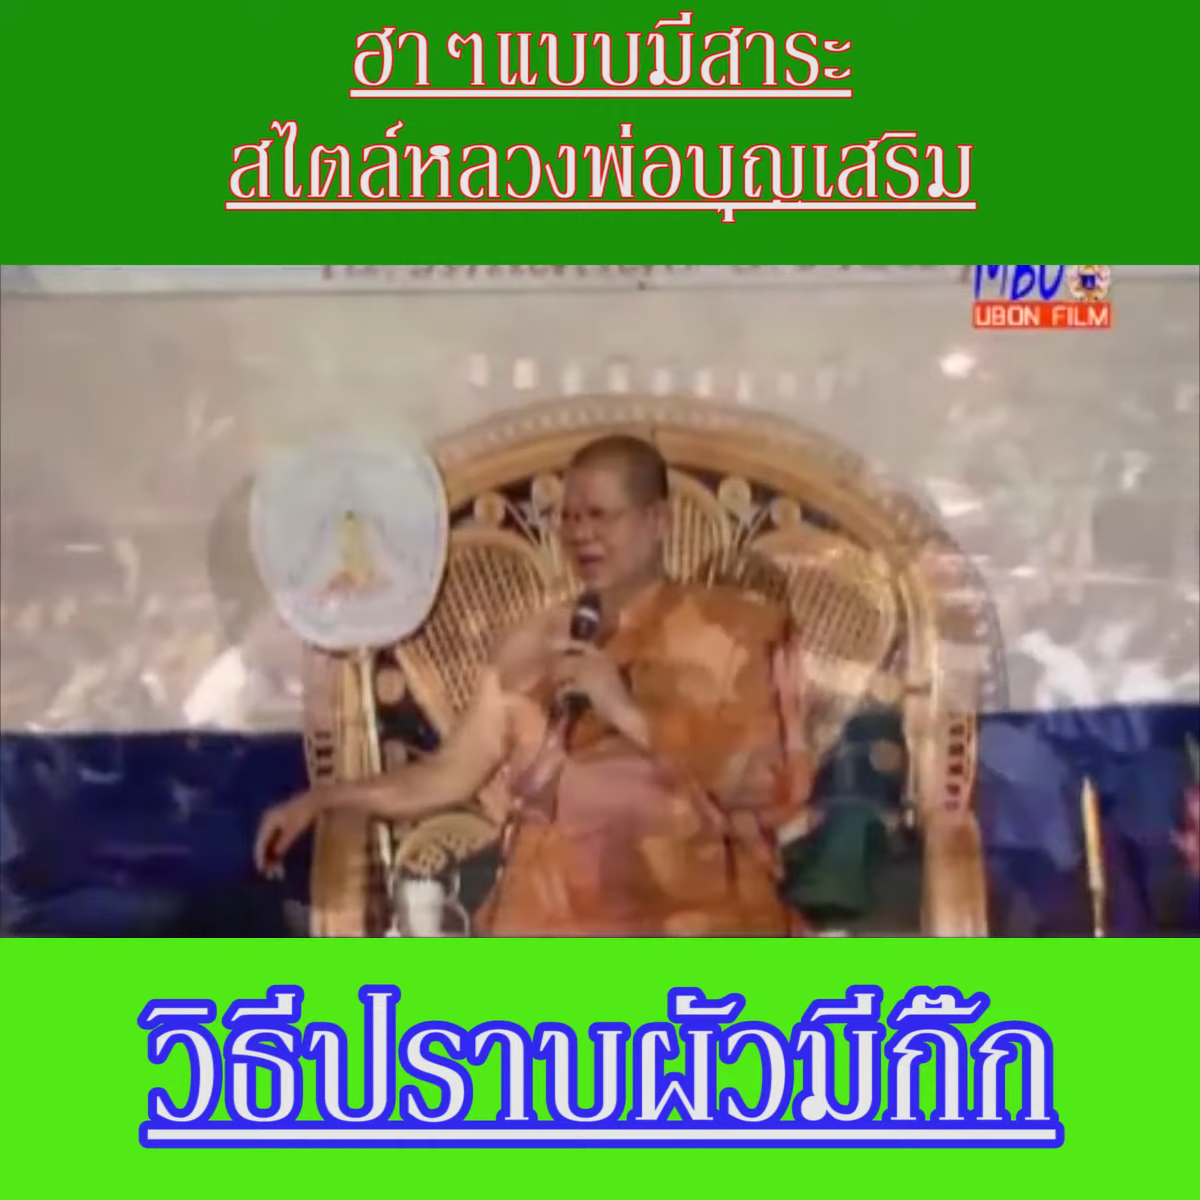 ฮาๆแบบมีสาระ
สไตล์หลวงพ่อบุญเสริม
MBU
UBON FILM
วิธีปราบผัวมีกิ๊ก